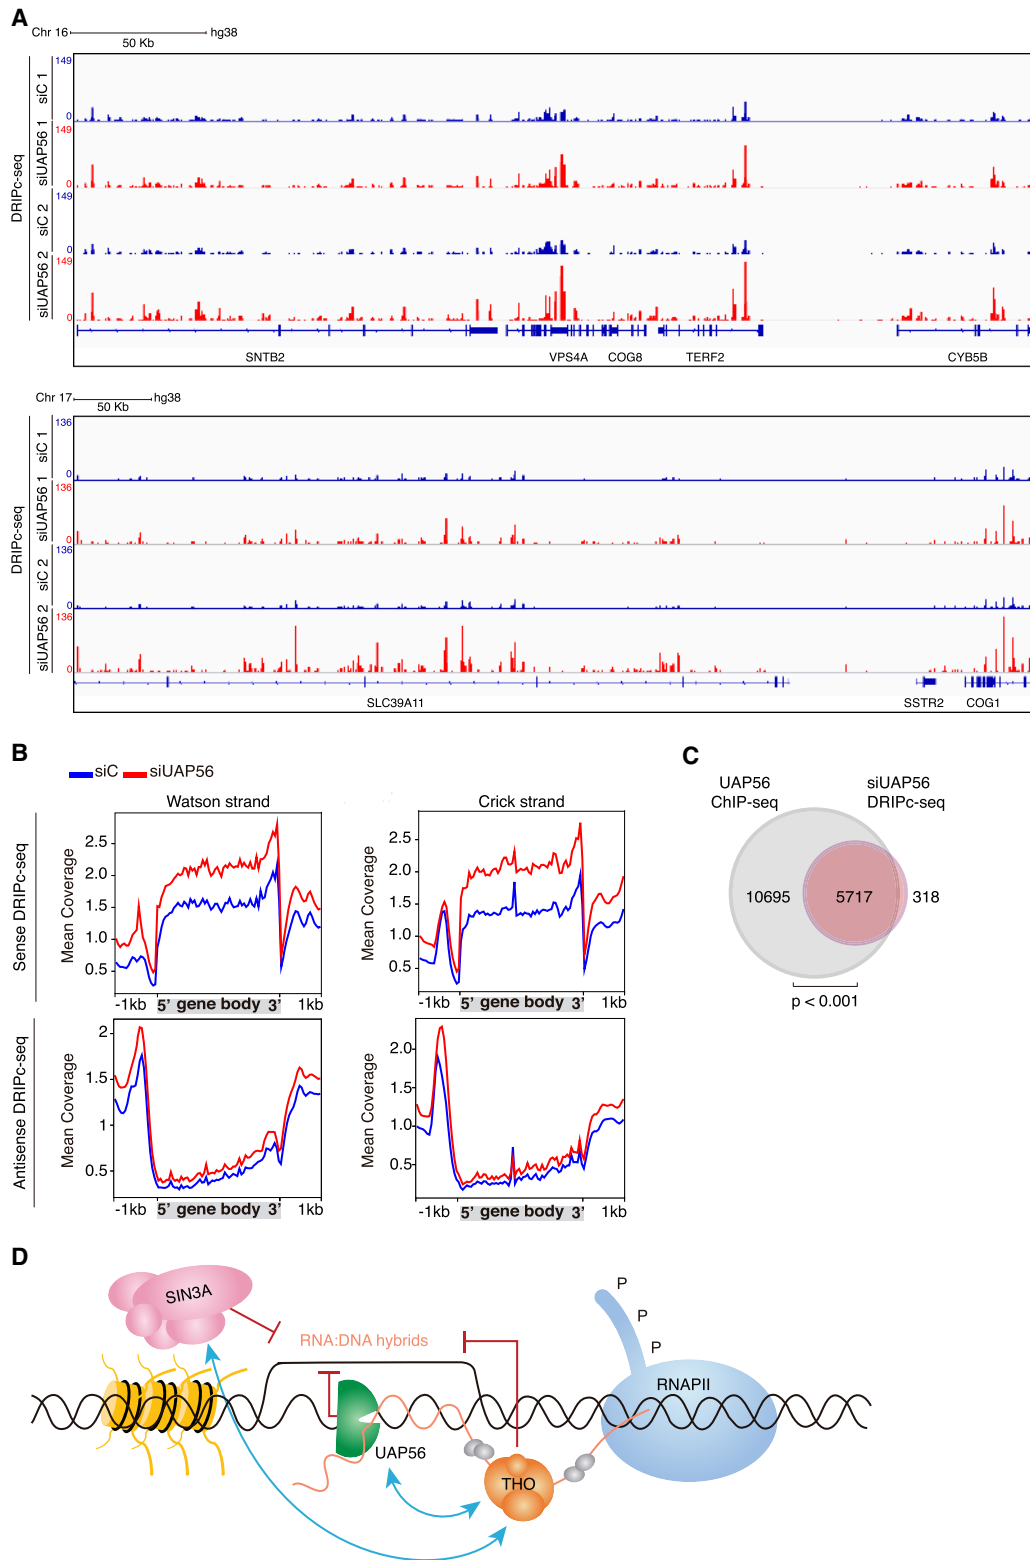 A
Chr 16 50 Kb hg38
DRIPc-seq
siC 1 149 0
siUAP56 1 149 0
siC 2 149 0
siUAP56 2 149 0
SNTB2 VPS4A COG8 TERF2 CYB5B
Chr 17 50 Kb hg38
DRIPc-seq
siC 1 136 0
siUAP56 1 136 0
siC 2 136 0
siUAP56 2 136 0
SLC39A11 SSTR2 COG1
B
siC siUAP56
Watson strand Crick strand
Sense DRIPc-seq
Mean Coverage
2.5
2.0
1.5
1.0
0.5
-1kb 5' gene body 3' 1kb
Mean Coverage
2.5
2.0
1.5
1.0
0.5
-1kb 5' gene body 3' 1kb
Antisense DRIPc-seq
Mean Coverage
2
1.5
1
0.5
-1kb 5' gene body 3' 1kb
Mean Coverage
2.0
1.5
1.0
0.5
-1kb 5' gene body 3' 1kb
C
UAP56 ChIP-seq
siUAP56 DRIPc-seq
10695 5717 318
p < 0.001
D
SIN3A
RNA:DNA hybrids
P
P
P
RNAPII
UAP56
THO